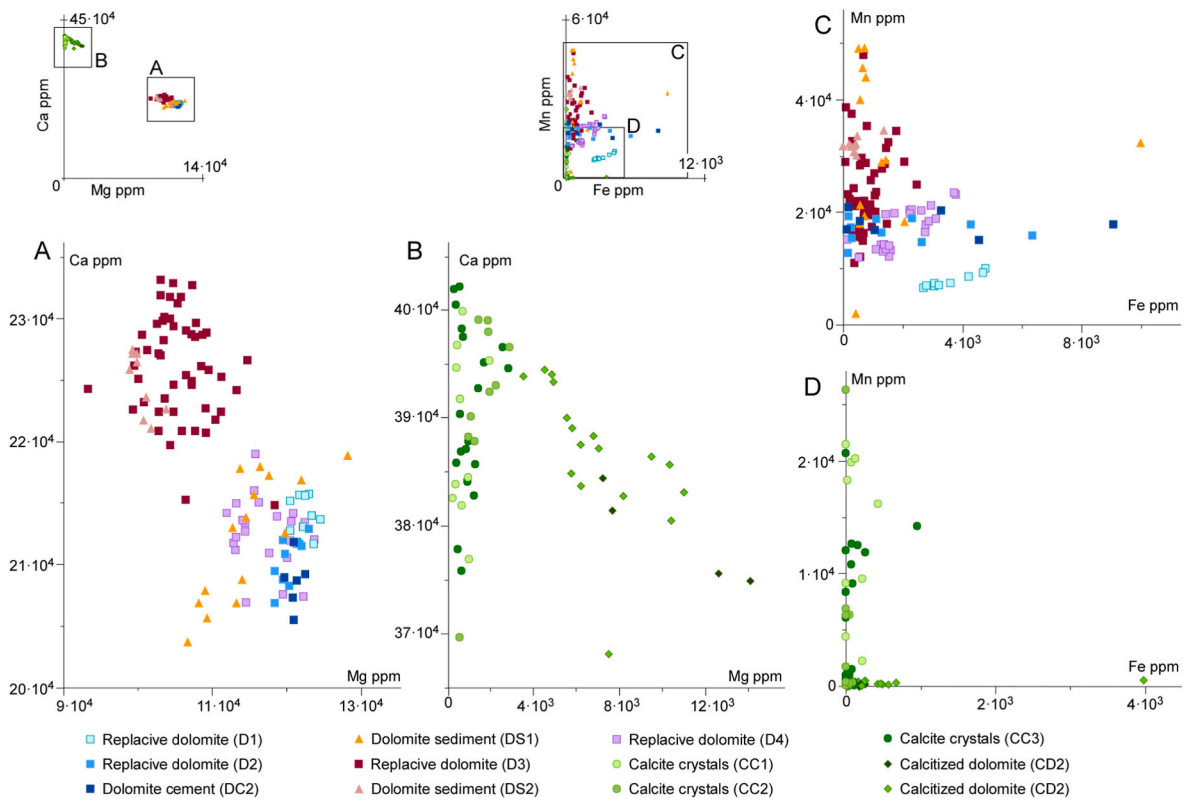 45·10⁴
Ca ppm
B
A
0
Mg ppm
14·10⁴
6·10⁴
Mn ppm
C
D
0
Fe ppm
12·10³
C
Mn ppm
4·10⁴
2·10⁴
0
0
4·10³
8·10³
Fe ppm
A
Ca ppm
23·10⁴
22·10⁴
21·10⁴
20·10⁴
9·10⁴
11·10⁴
13·10⁴
Mg ppm
B
Ca ppm
40·10⁴
39·10⁴
38·10⁴
37·10⁴
0
4·10³
8·10³
12·10³
Mg ppm
D
Mn ppm
2·10⁴
1·10⁴
0
0
2·10³
4·10³
Fe ppm
Replacive dolomite (D1)
Replacive dolomite (D2)
Dolomite cement (DC2)
Dolomite sediment (DS1)
Replacive dolomite (D3)
Dolomite sediment (DS2)
Replacive dolomite (D4)
Calcite crystals (CC1)
Calcite crystals (CC2)
Calcite crystals (CC3)
Calcitized dolomite (CD2)
Calcitized dolomite (CD2)